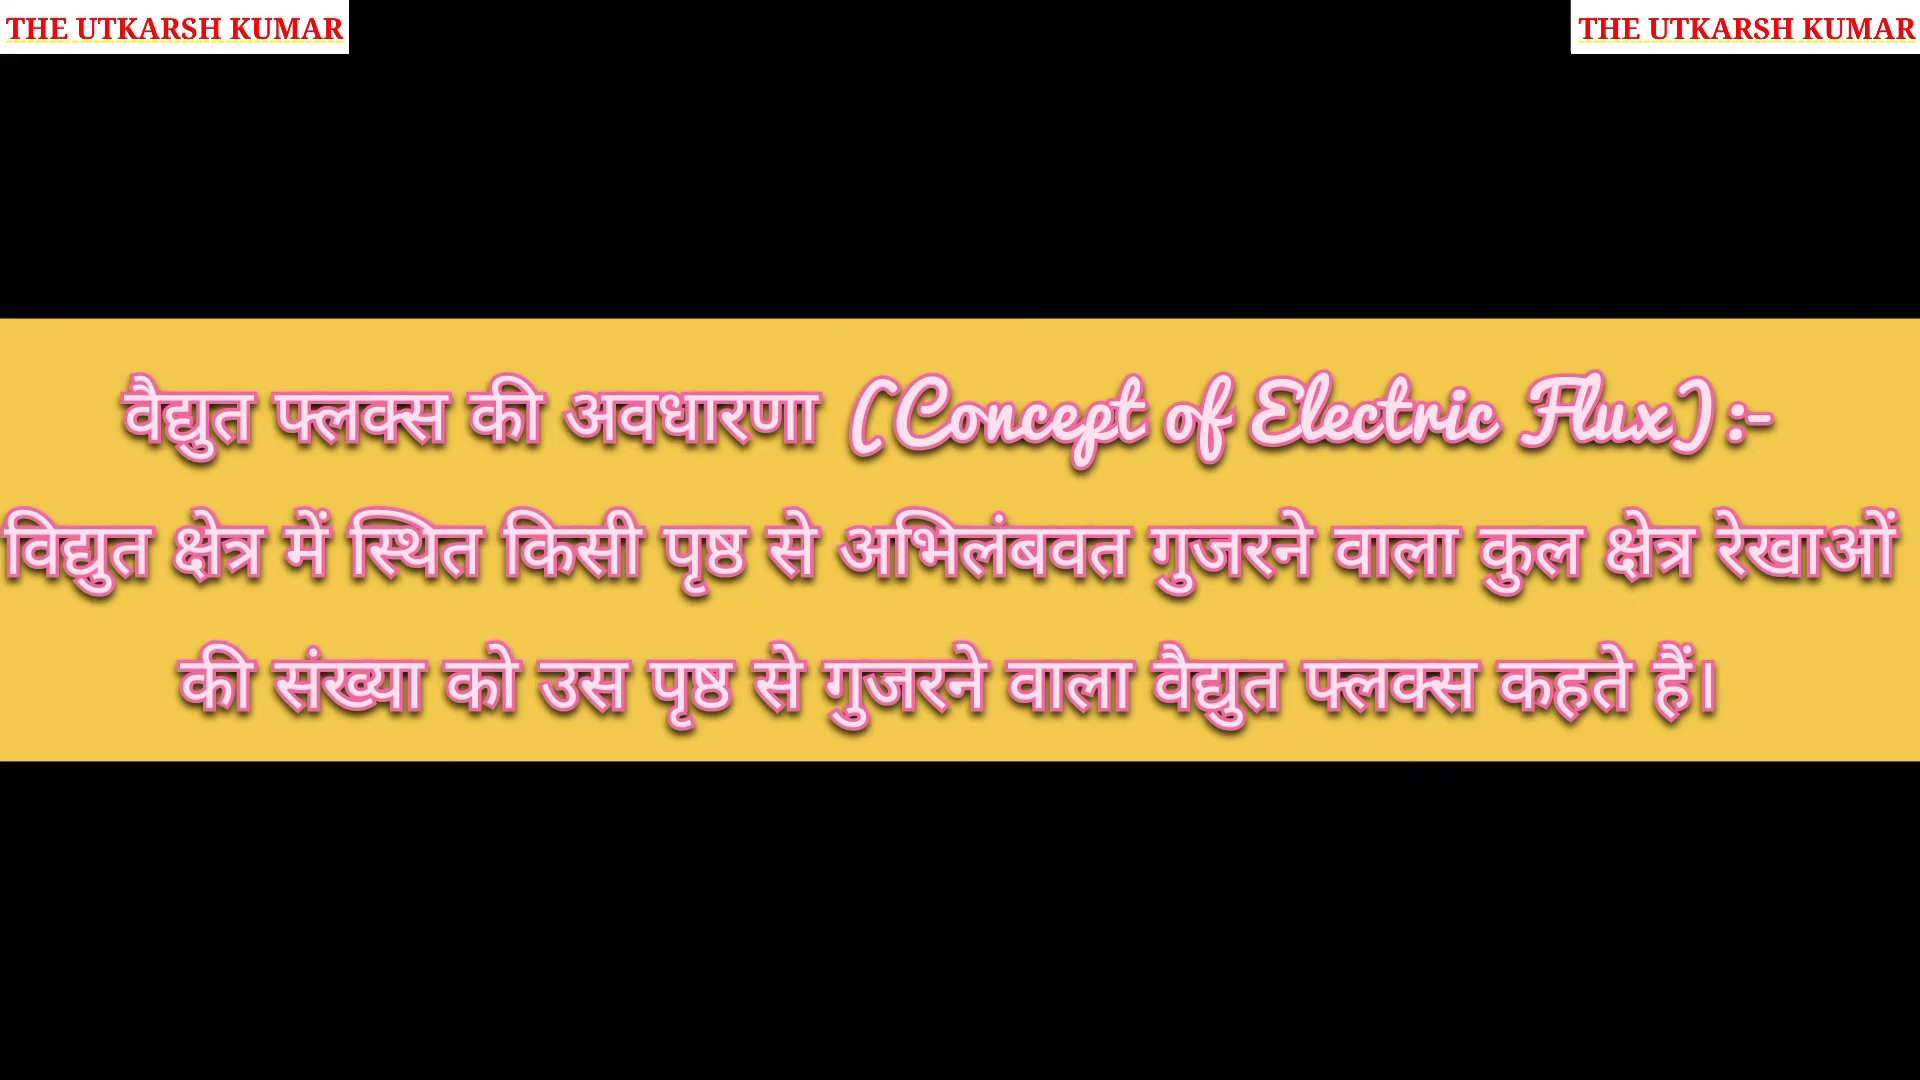 THE UTKARSH KUMAR
THE UTKARSH KUMAR
वैद्युत फ्लक्स की अवधारणा (Concept of Electric Flux) :-
विद्युत क्षेत्र में स्थित किसी पृष्ठ से अभिलंबवत गुजरने वाला कुल क्षेत्र रेखाओं
की संख्या को उस पृष्ठ से गुजरने वाला वैद्युत फ्लक्स कहते हैं।